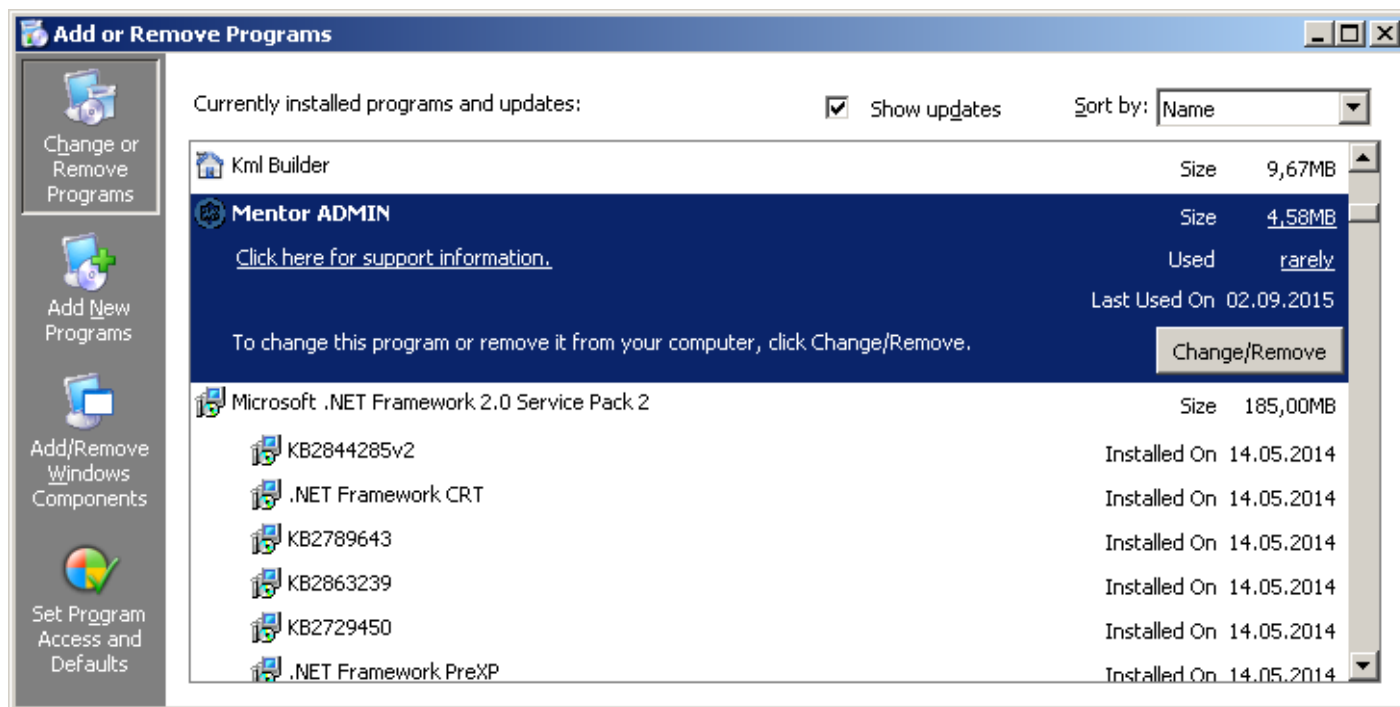 Add or Remove Programs
Change or
Remove
Programs
Add New
Programs
Add/Remove
Windows
Components
Set Program
Access and
Defaults
Currently installed programs and updates:
Show updates
Sort by: Name
Kml Builder Size 9,67MB
Mentor ADMIN Size 4,58MB
Click here for support information. Used rarely
Last Used On 02.09.2015
To change this program or remove it from your computer, click Change/Remove. Change/Remove
Microsoft .NET Framework 2.0 Service Pack 2 Size 185,00MB
KB2844285v2 Installed On 14.05.2014
.NET Framework CRT Installed On 14.05.2014
KB2789643 Installed On 14.05.2014
KB2863239 Installed On 14.05.2014
KB2729450 Installed On 14.05.2014
.NET Framework PreXP Installed On 14.05.2014